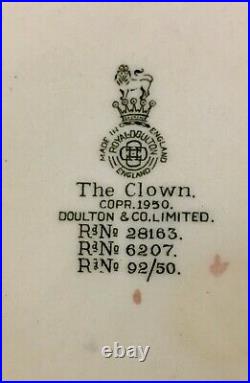 MADE IN ENGLAND
ROYAL·DOULTON
ENGLAND
The Clown.
COPR.1950.
DOULTON & CO.LIMITED.
Rd No 28163.
Rd No 6207.
Rd No 92/50.